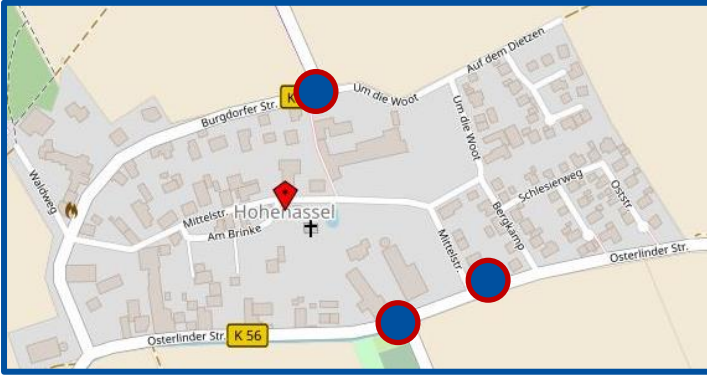 Auf dem Dietzen
Um die Woot
K
Burgdorfer Str.
Um die Woot
Waldweg
Schlesierweg
Oststr.
Mittelstr.
Hohenassel
Bergkamp
Am Brinke
Mittelstr.
Osterlinder Str.
Osterlinder Str.
K 56